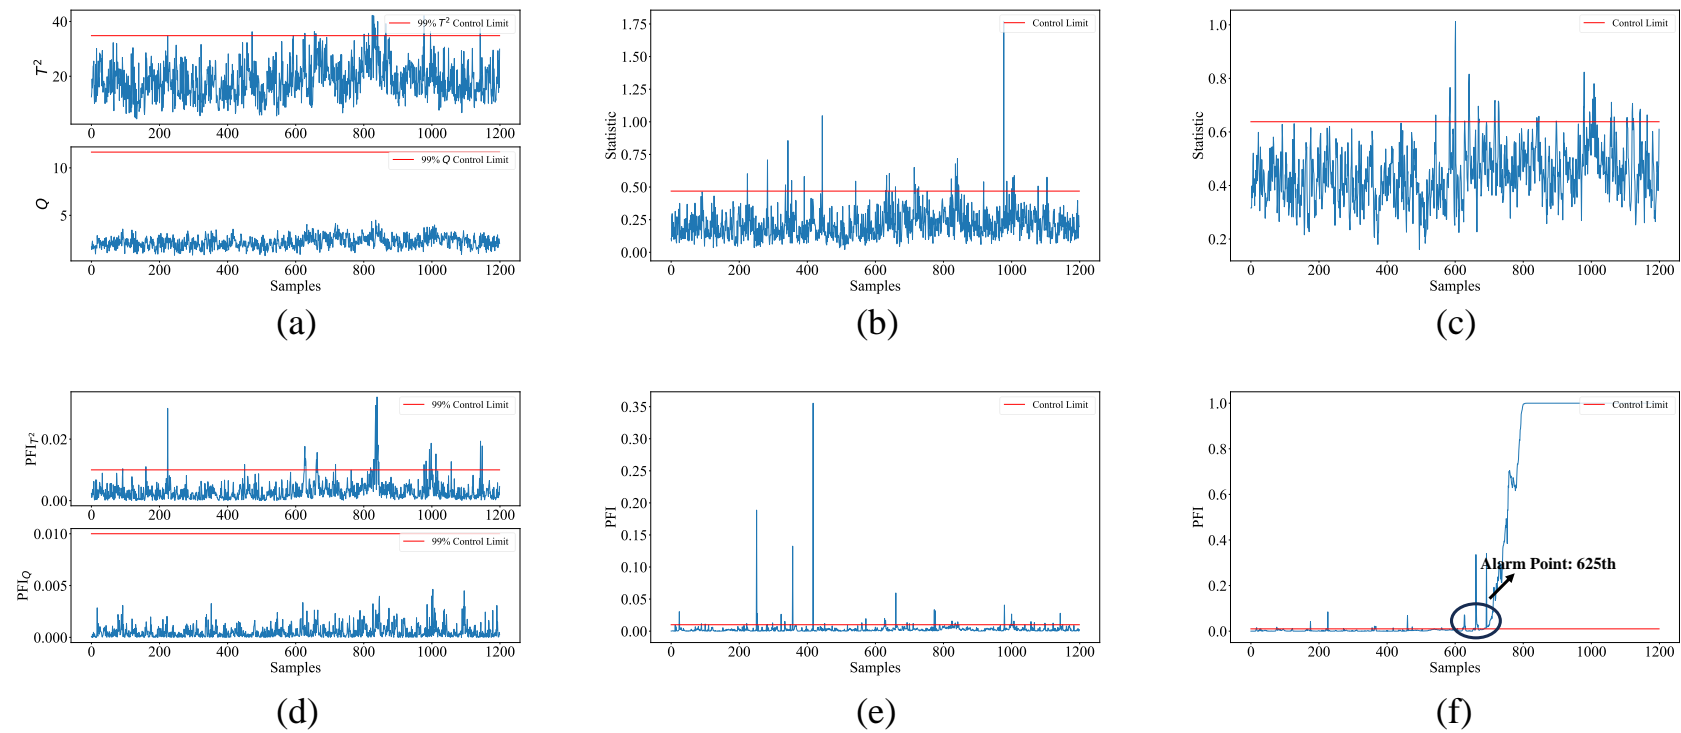 40
20
T²
99% T² Control Limit
0 200 400 600 800 1000 1200
10
5
Q
99% Q Control Limit
0 200 400 600 800 1000 1200
Samples
(a)
1.75
1.50
1.25
1.00
0.75
0.50
0.25
0.00
Statistic
Control Limit
0 200 400 600 800 1000 1200
Samples
(b)
1.0
0.8
0.6
0.4
0.2
Statistic
Control Limit
0 200 400 600 800 1000 1200
Samples
(c)
0.02
0.00
PFI_T²
99% Control Limit
0 200 400 600 800 1000 1200
0.010
0.005
0.000
PFI_Q
99% Control Limit
0 200 400 600 800 1000 1200
Samples
(d)
0.35
0.30
0.25
0.20
0.15
0.10
0.05
0.00
PFI
Control Limit
0 200 400 600 800 1000 1200
Samples
(e)
1.0
0.8
0.6
0.4
0.2
0.0
PFI
Control Limit
Alarm Point: 625th
0 200 400 600 800 1000 1200
Samples
(f)